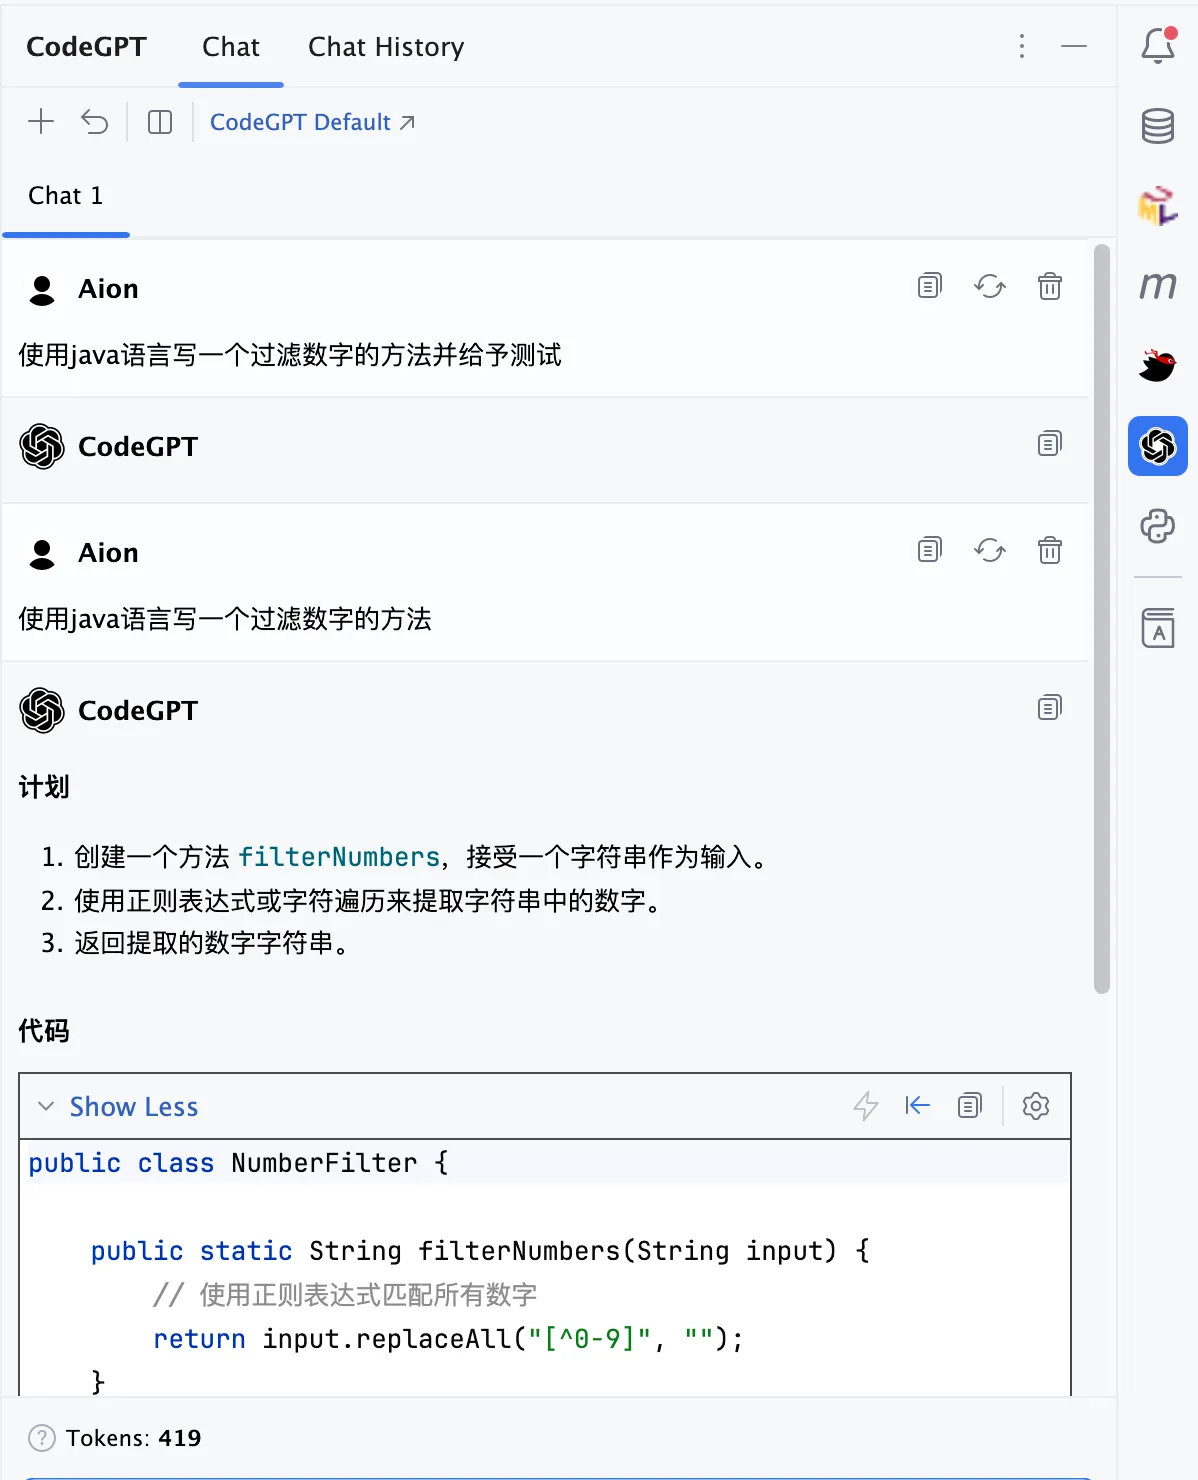 CodeGPT Chat Chat History
CodeGPT Default
Chat 1
Aion
使用java语言写一个过滤数字的方法并给予测试
CodeGPT
Aion
使用java语言写一个过滤数字的方法
CodeGPT
计划
1. 创建一个方法 filterNumbers，接受一个字符串作为输入。
2. 使用正则表达式或字符遍历来提取字符串中的数字。
3. 返回提取的数字字符串。
代码
Show Less
public class NumberFilter {
public static String filterNumbers(String input) {
// 使用正则表达式匹配所有数字
return input.replaceAll("[^0-9]", "");
}
Tokens: 419